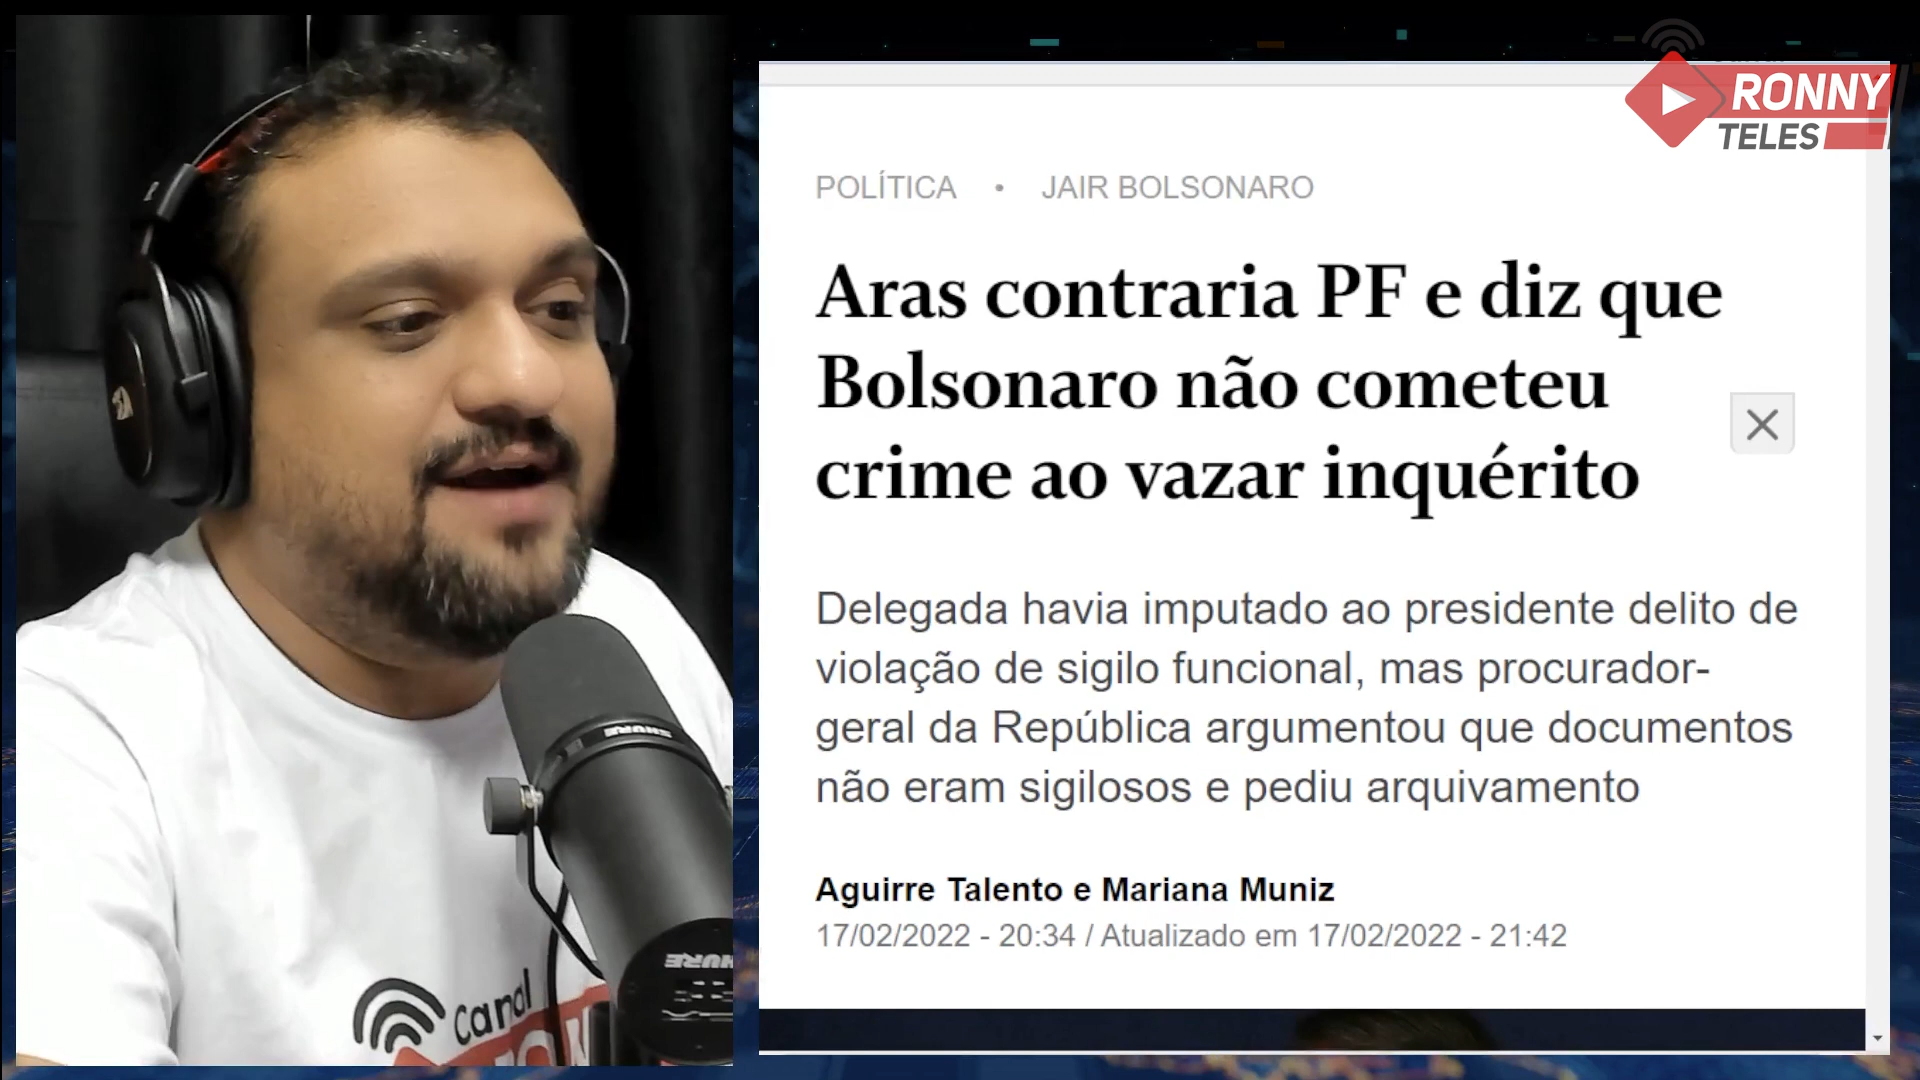 RONNY
TELES
POLÍTICA • JAIR BOLSONARO
Aras contraria PF e diz que
Bolsonaro não cometeu
crime ao vazar inquérito
Delegada havia imputado ao presidente delito de
violação de sigilo funcional, mas procurador-
geral da República argumentou que documentos
não eram sigilosos e pediu arquivamento
Aguirre Talento e Mariana Muniz
17/02/2022 - 20:34 / Atualizado em 17/02/2022 - 21:42
SHURE
SHURE
Canal